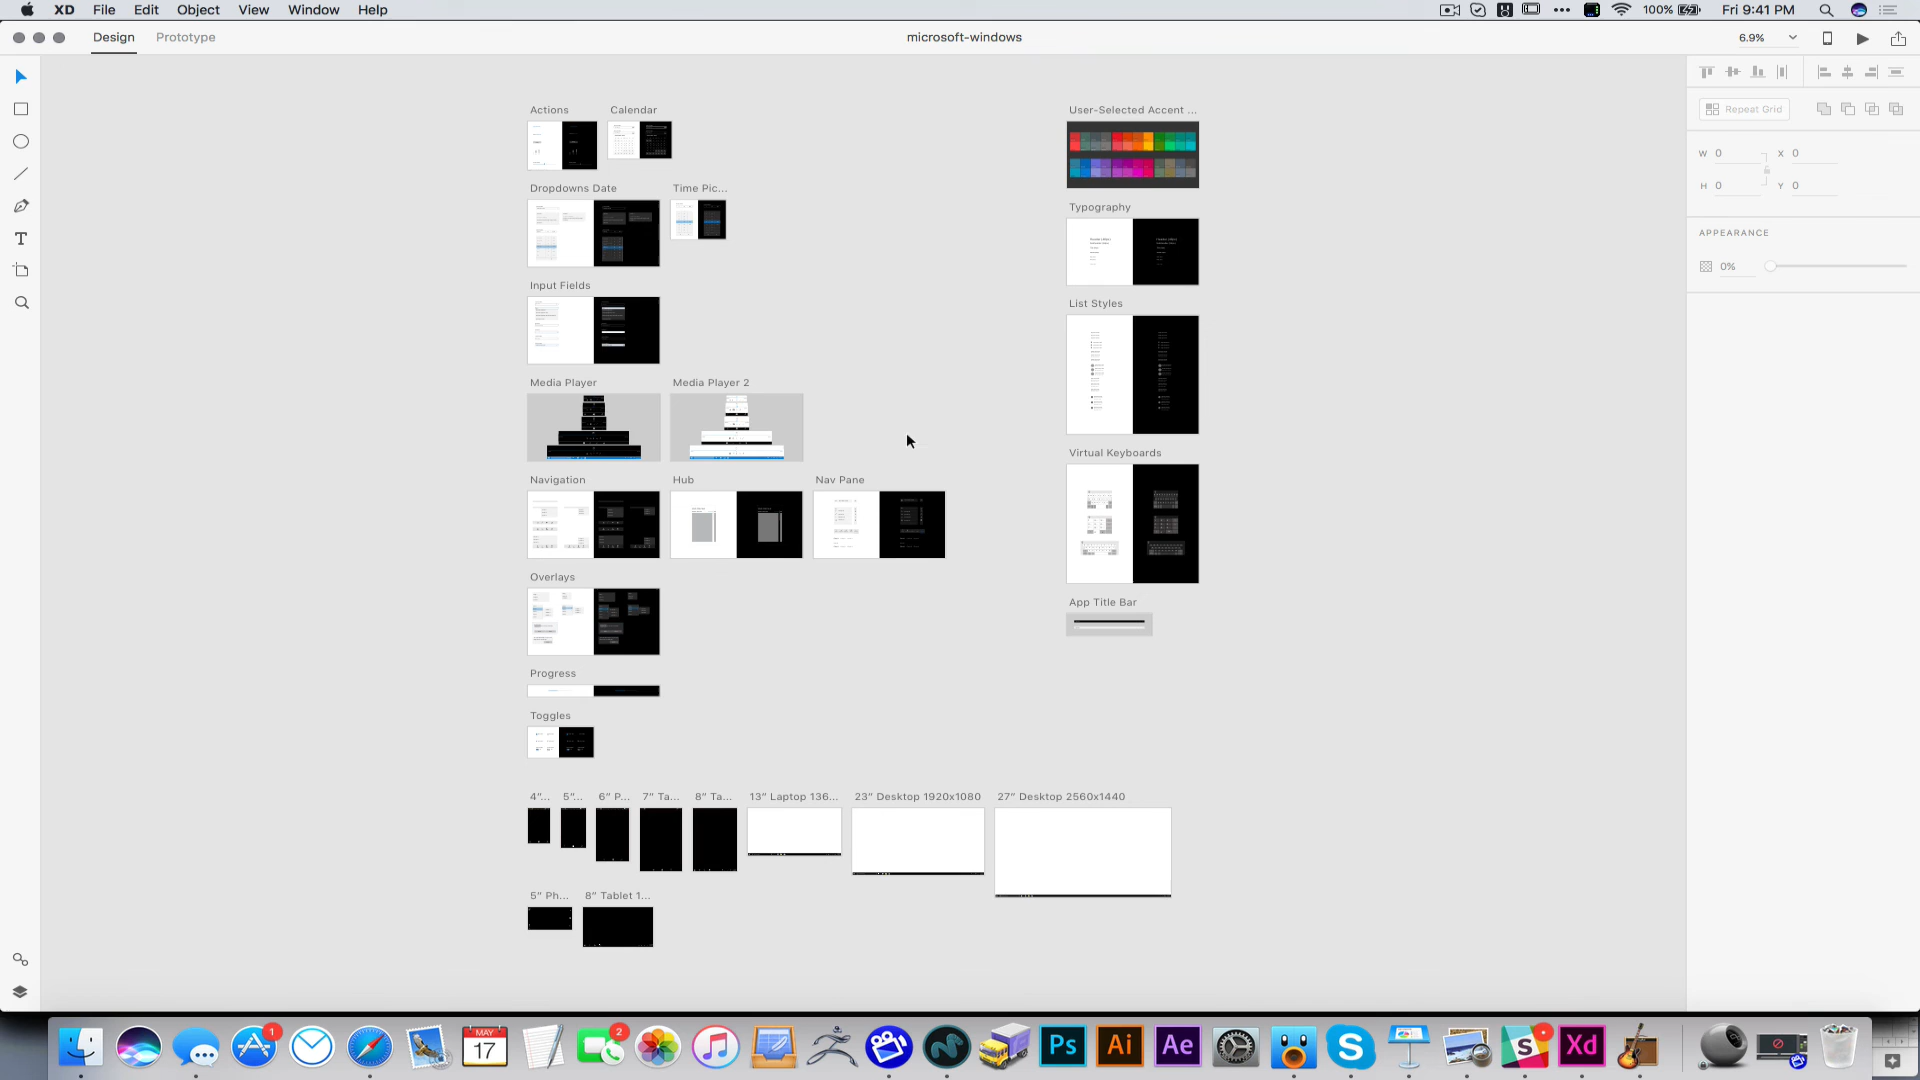 XD File Edit Object View Window Help
100% Fri 9:41 PM
Design Prototype
microsoft-windows
6.9%
Repeat Grid
W 0 X 0
H 0 Y 0
APPEARANCE
0%
Actions Calendar
User-Selected Accent ...
Dropdowns Date Time Pic...
Typography
Input Fields
List Styles
Media Player Media Player 2
Virtual Keyboards
Navigation Hub Nav Pane
Overlays
App Title Bar
Progress
Toggles
4"... 5"... 6" P... 7" Ta... 8" Ta... 13" Laptop 136... 23" Desktop 1920x1080 27" Desktop 2560x1440
5" Ph... 8" Tablet 1...
1
MAY
17
2
Ps
Ai
Ae
S
S
Xd